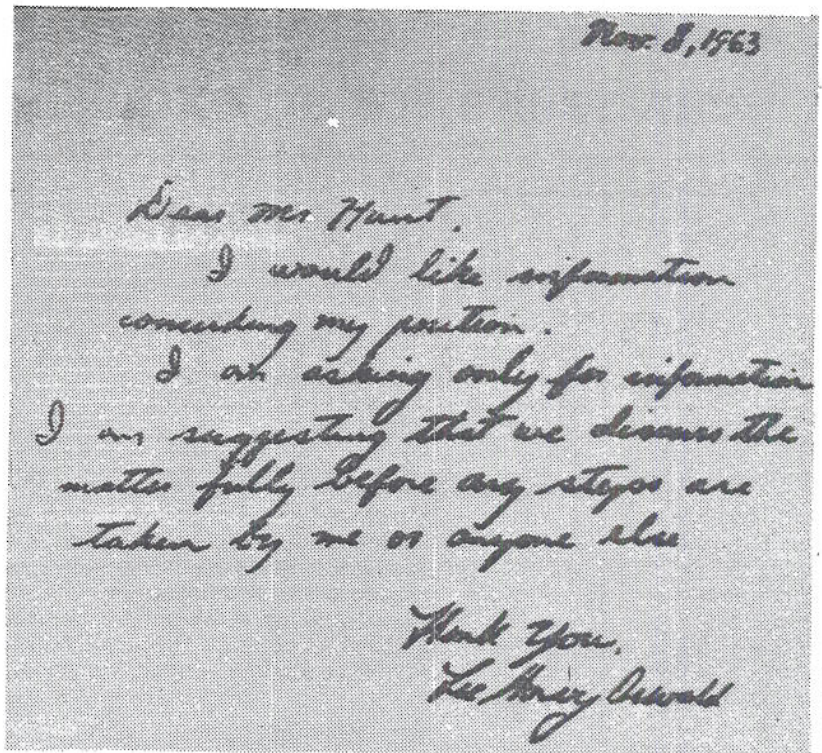 Nov. 8, 1963
Dear Mr. Hunt,
I would like information
concerding my position.
I am asking only for information
I am suggesting that we discuss the
matter fully before any steps are
taken by me or anyone else
Thank You,
Lee Harvey Oswald